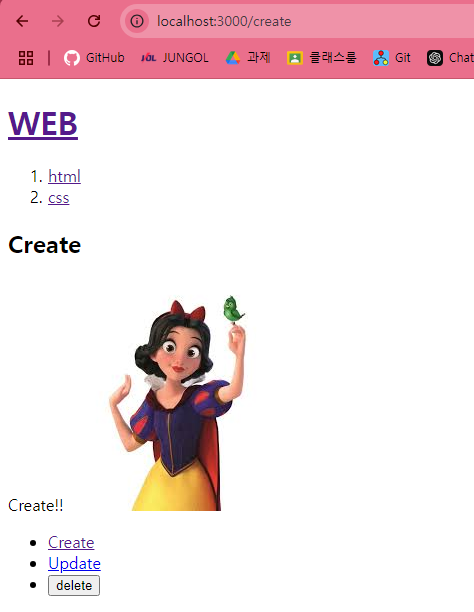 localhost:3000/create
GitHub JUNGOL 과제 클래스룸 Git Chat
WEB
1. html
2. css
Create
Create!!
Create
Update
delete